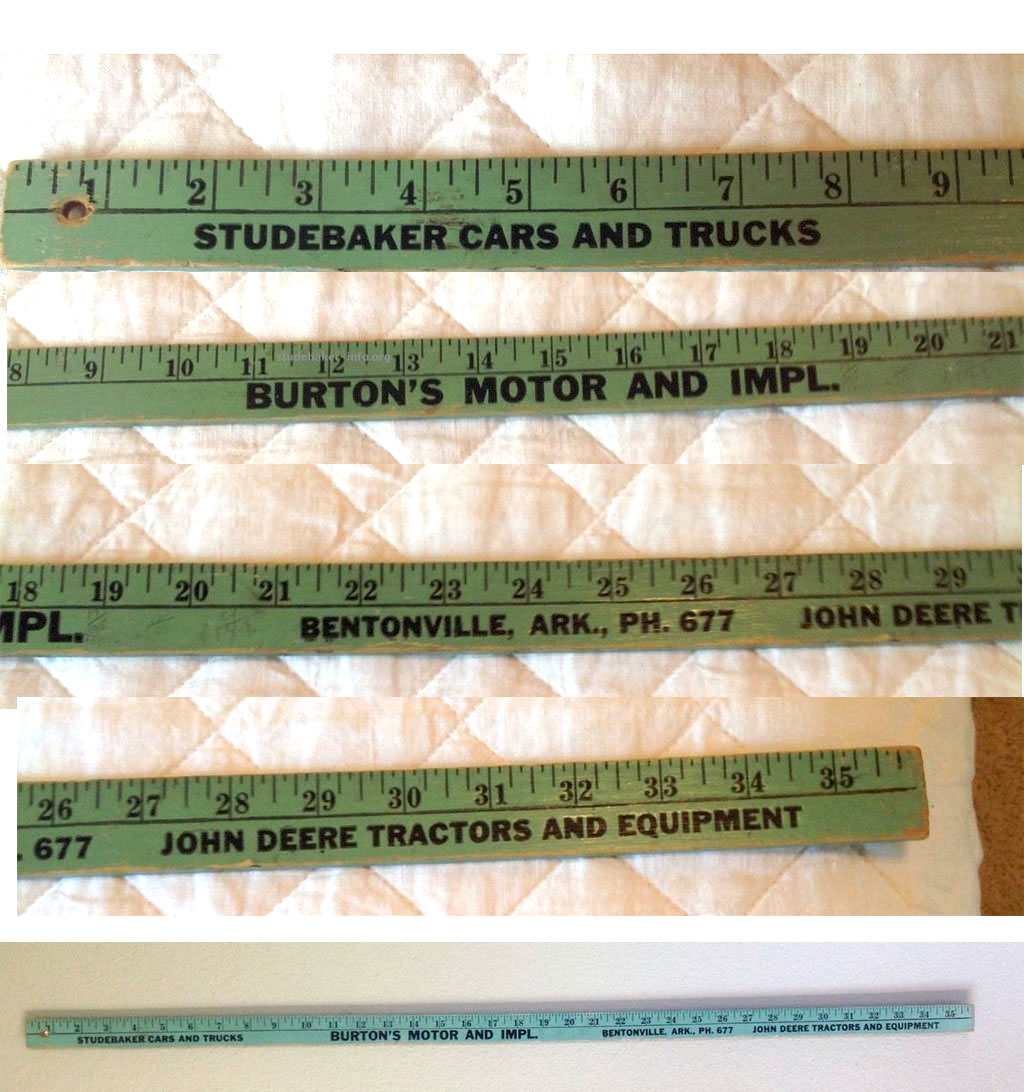 1 2 3 4 5 6 7 8 9
STUDEBAKER CARS AND TRUCKS
8 9 10 11 12 13 14 15 16 17 18 19 20 21
studebaker-info.org
BURTON'S MOTOR AND IMPL.
18 19 20 21 22 23 24 25 26 27 28 29
MPL. BENTONVILLE, ARK., PH. 677 JOHN DEERE T
26 27 28 29 30 31 32 33 34 35
. 677 JOHN DEERE TRACTORS AND EQUIPMENT
2 3 4 5 6 7 8 9 10 11 12 13 14 15 16 17 18 19 20 21 22 23 24 25 26 27 28 29 30 31 32 33 34 35
STUDEBAKER CARS AND TRUCKS BURTON'S MOTOR AND IMPL. BENTONVILLE, ARK., PH. 677 JOHN DEERE TRACTORS AND EQUIPMENT